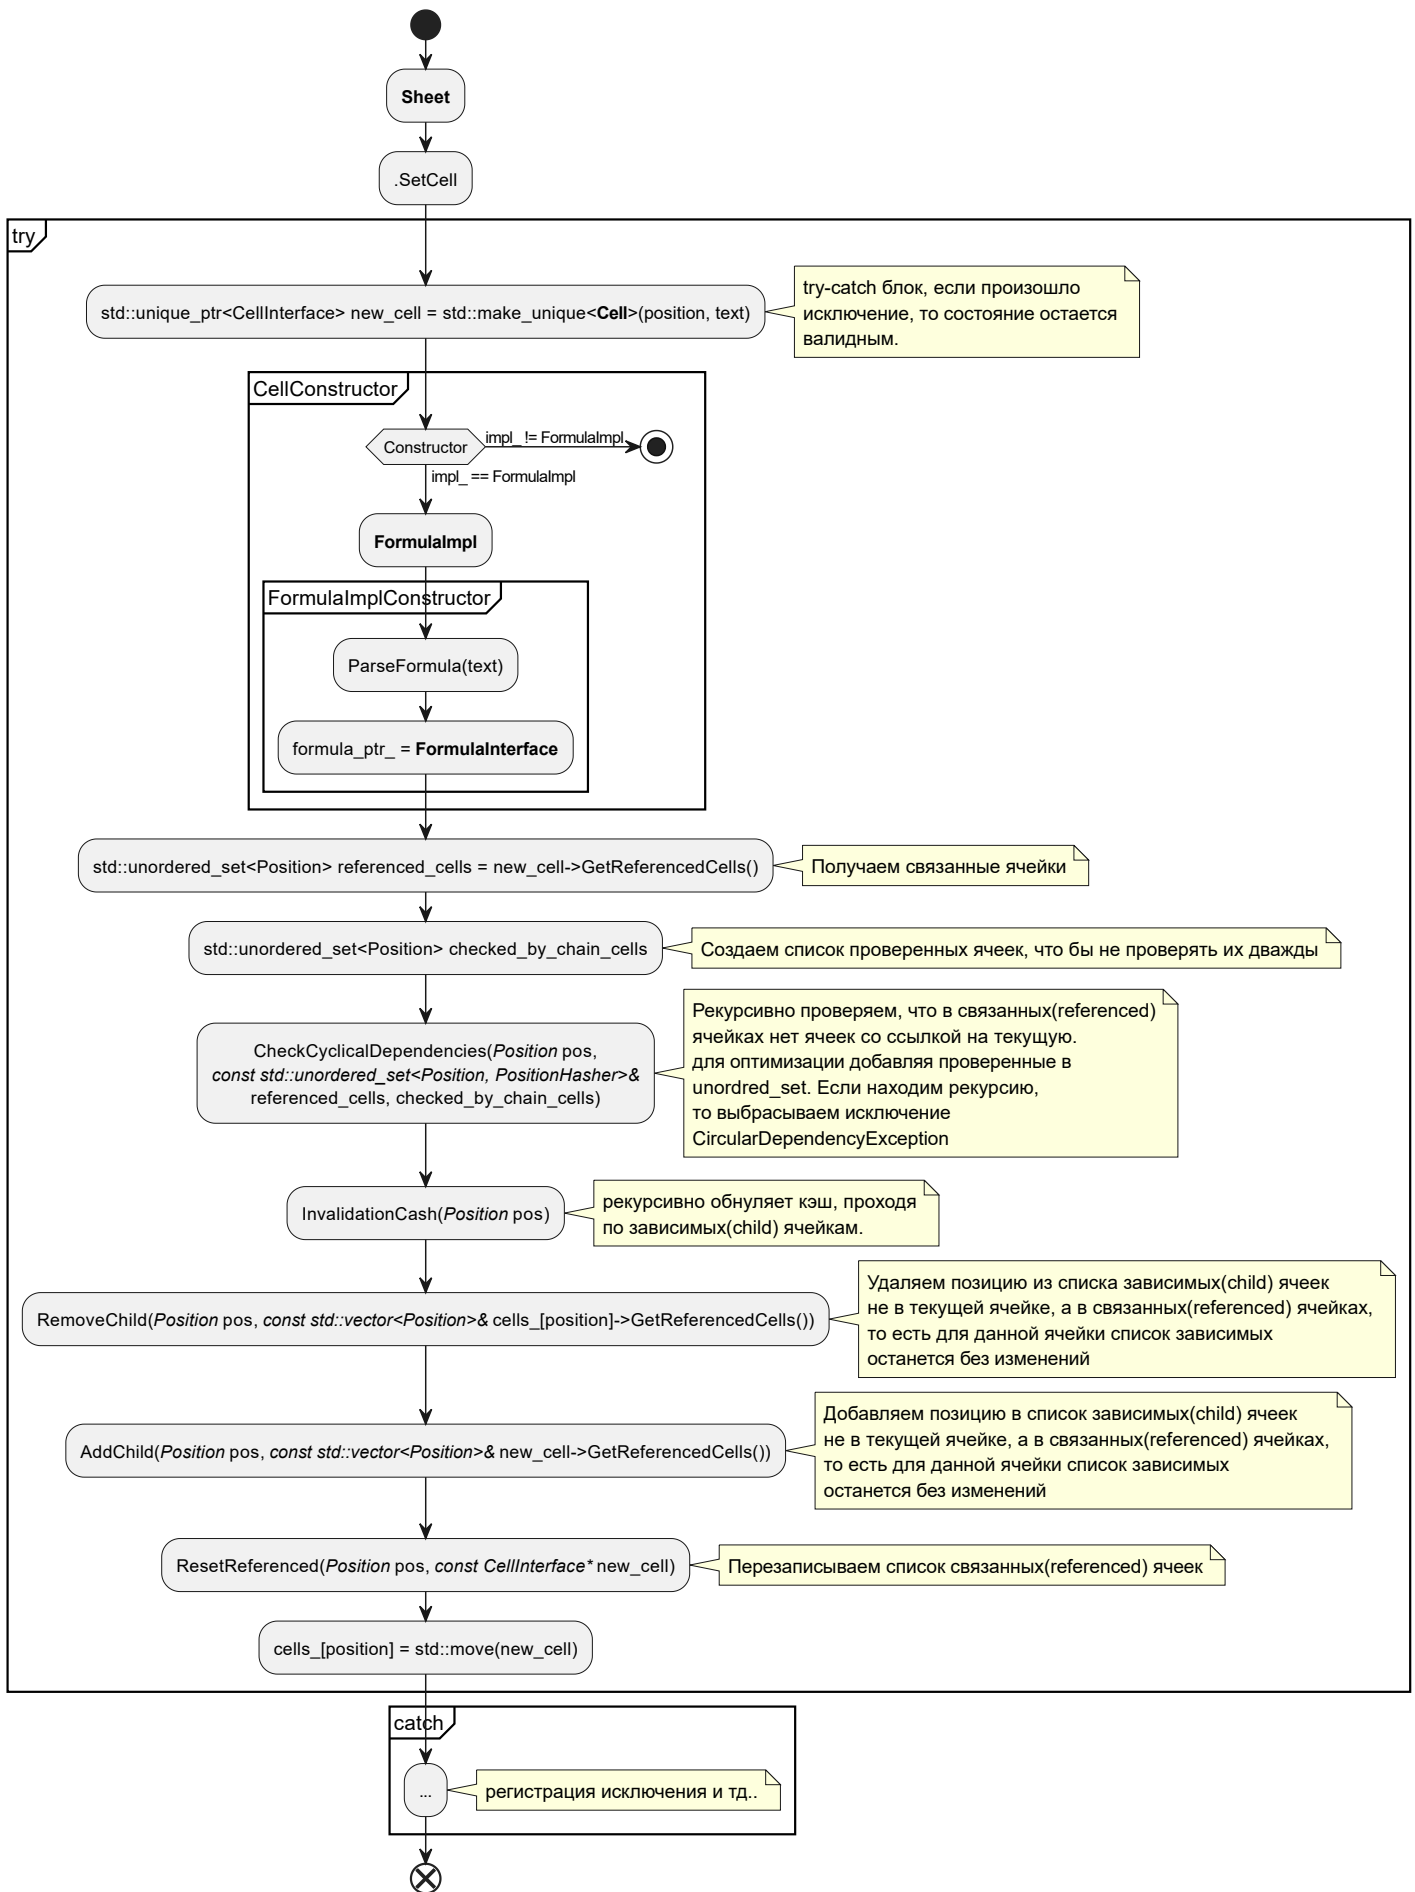 Sheet
.SetCell
try
std::unique_ptr<CellInterface> new_cell = std::make_unique<Cell>(position, text)
try-catch блок, если произошло
исключение, то состояние остается
валидным.
CellConstructor
Constructor
impl_ != FormulaImpl
impl_ == FormulaImpl
FormulaImpl
FormulaImplConstructor
ParseFormula(text)
formula_ptr_ = FormulaInterface
std::unordered_set<Position> referenced_cells = new_cell->GetReferencedCells()
Получаем связанные ячейки
std::unordered_set<Position> checked_by_chain_cells
Создаем список проверенных ячеек, что бы не проверять их дважды
CheckCyclicalDependencies(Position pos,
const std::unordered_set<Position, PositionHasher>&
referenced_cells, checked_by_chain_cells)
Рекурсивно проверяем, что в связанных(referenced)
ячейках нет ячеек со ссылкой на текущую.
для оптимизации добавляя проверенные в
unordred_set. Если находим рекурсию,
то выбрасываем исключение
CircularDependencyException
InvalidationCash(Position pos)
рекурсивно обнуляет кэш, проходя
по зависимых(child) ячейкам.
RemoveChild(Position pos, const std::vector<Position>& cells_[position]->GetReferencedCells())
Удаляем позицию из списка зависимых(child) ячеек
не в текущей ячейке, а в связанных(referenced) ячейках,
то есть для данной ячейки список зависимых
останется без изменений
AddChild(Position pos, const std::vector<Position>& new_cell->GetReferencedCells())
Добавляем позицию в список зависимых(child) ячеек
не в текущей ячейке, а в связанных(referenced) ячейках,
то есть для данной ячейки список зависимых
останется без изменений
ResetReferenced(Position pos, const CellInterface* new_cell)
Перезаписываем список связанных(referenced) ячеек
cells_[position] = std::move(new_cell)
catch
...
регистрация исключения и тд..